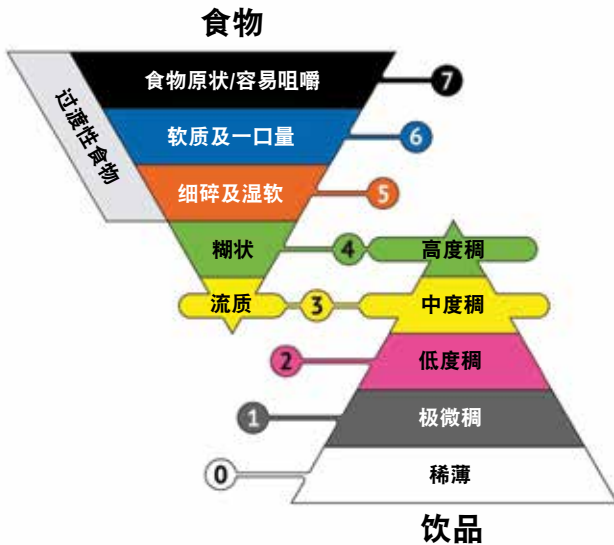 食物
食物原状/容易咀嚼
7
过渡性食物
软质及一口量
6
细碎及湿软
5
糊状
4
高度稠
流质
3
中度稠
2
低度稠
1
极微稠
0
稀薄
饮品